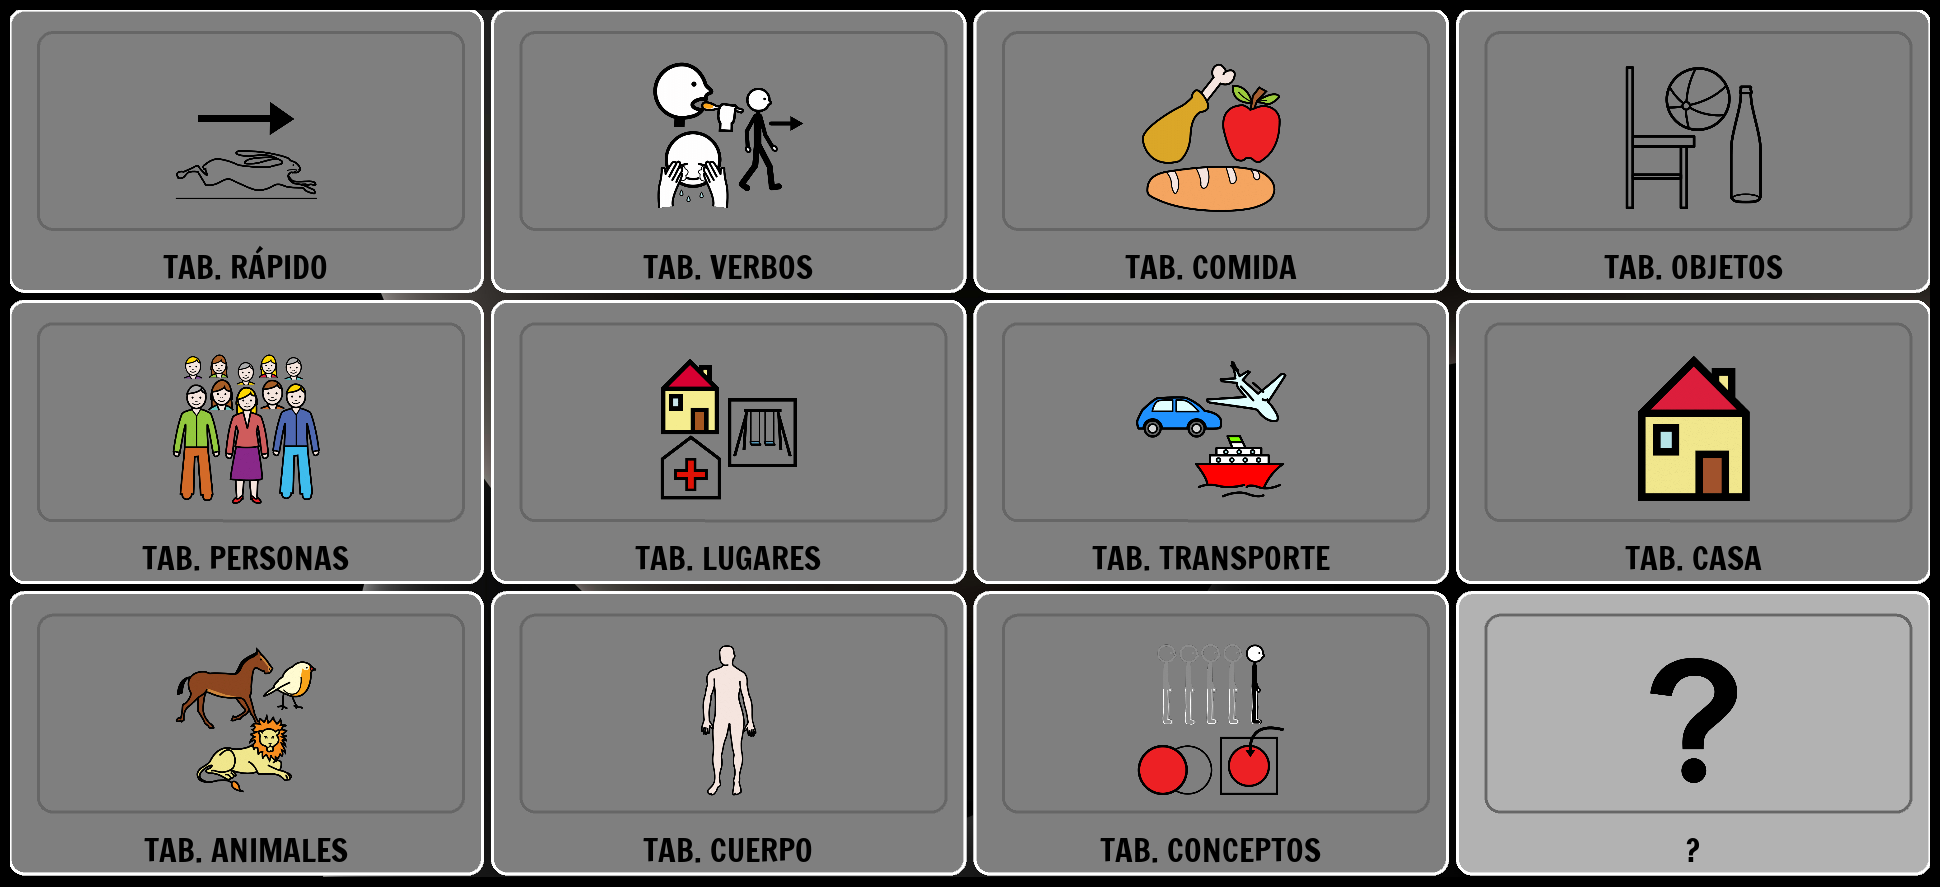 TAB. RÁPIDO
TAB. VERBOS
TAB. COMIDA
TAB. OBJETOS
TAB. PERSONAS
TAB. LUGARES
TAB. TRANSPORTE
TAB. CASA
TAB. ANIMALES
TAB. CUERPO
TAB. CONCEPTOS
?
?